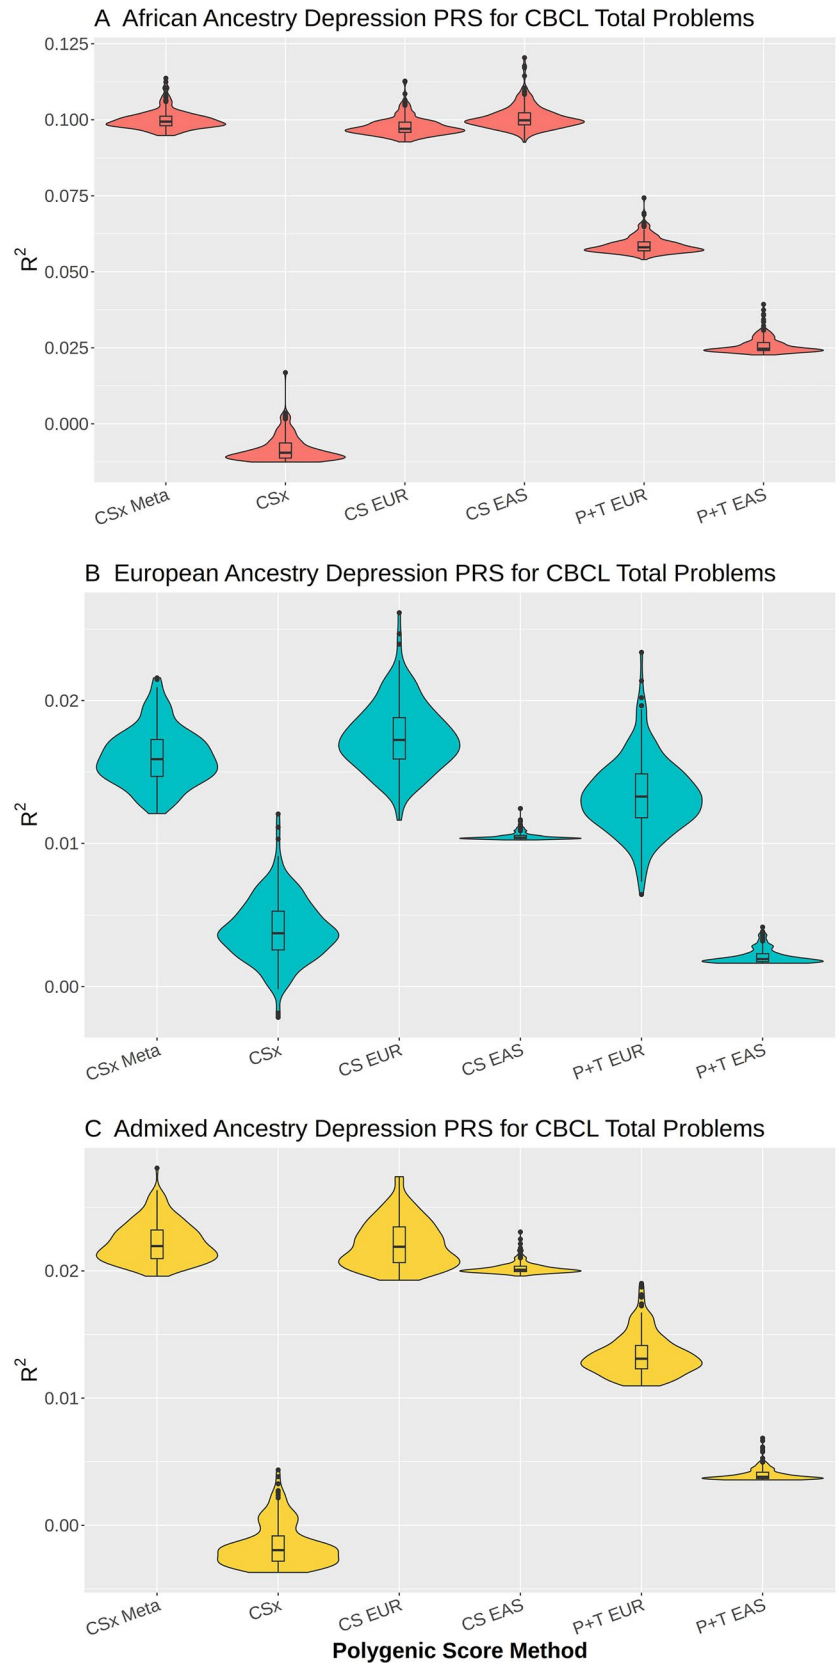 A African Ancestry Depression PRS for CBCL Total Problems
0.125
0.100
0.075
0.050
0.025
0.000
R²
CSx Meta
CSx
CS EUR
CS EAS
P+T EUR
P+T EAS
B European Ancestry Depression PRS for CBCL Total Problems
0.02
0.01
0.00
R²
CSx Meta
CSx
CS EUR
CS EAS
P+T EUR
P+T EAS
C Admixed Ancestry Depression PRS for CBCL Total Problems
0.02
0.01
0.00
R²
CSx Meta
CSx
CS EUR
CS EAS
P+T EUR
P+T EAS
Polygenic Score Method